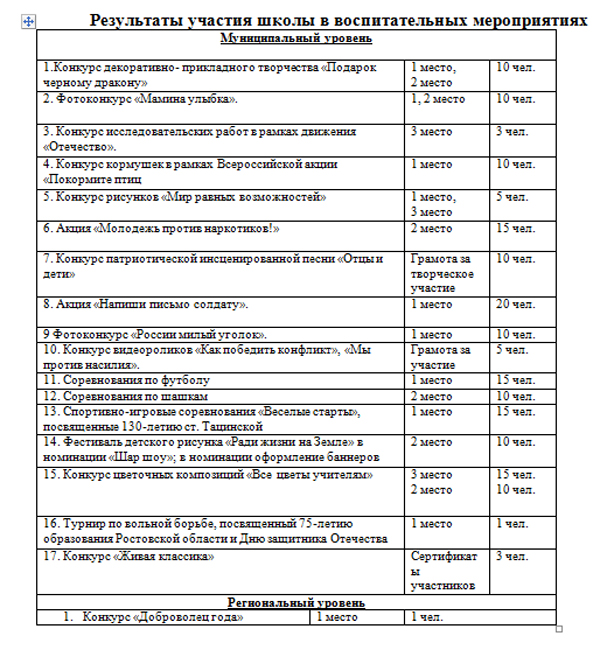 Результаты участия школы в воспитательных мероприятиях
Муниципальный уровень
1.Конкурс декоративно- прикладного творчества «Подарок
черному дракону»
1 место,
2 место
10 чел.
2. Фотоконкурс «Мамина улыбка».
1, 2 место
10 чел.
3. Конкурс исследовательских работ в рамках движения
«Отечество».
3 место
3 чел.
4. Конкурс кормушек в рамках Всероссийской акции
«Покормите птиц
1 место
10 чел.
5. Конкурс рисунков «Мир равных возможностей»
1 место,
3 место
5 чел.
6. Акция «Молодежь против наркотиков!»
2 место
15 чел.
7. Конкурс патриотической инсценированной песни «Отцы и
дети»
Грамота за
творческое
участие
10 чел.
8. Акция «Напиши письмо солдату».
1 место
20 чел.
9 Фотоконкурс «России милый уголок».
1 место
10 чел.
10. Конкурс видеороликов «Как победить конфликт», «Мы
против насилия».
Грамота за
участие
5 чел.
11. Соревнования по футболу
1 место
15 чел.
12. Соревнования по шашкам
2 место
10 чел.
13. Спортивно-игровые соревнования «Веселые старты»,
посвященные 130-летию ст. Тацинской
1 место
15 чел.
14. Фестиваль детского рисунка «Ради жизни на Земле» в
номинации «Шар шоу»; в номинации оформление баннеров
2 место
10 чел.
15. Конкурс цветочных композиций «Все цветы учителям»
3 место
2 место
15 чел.
10 чел.
16. Турнир по вольной борьбе, посвященный 75-летию
образования Ростовской области и Дню защитника Отечества
1 место
1 чел.
17. Конкурс «Живая классика»
Сертификат
ы
участников
3 чел.
Региональный уровень
1. Конкурс «Доброволец года»
1 место
1 чел.